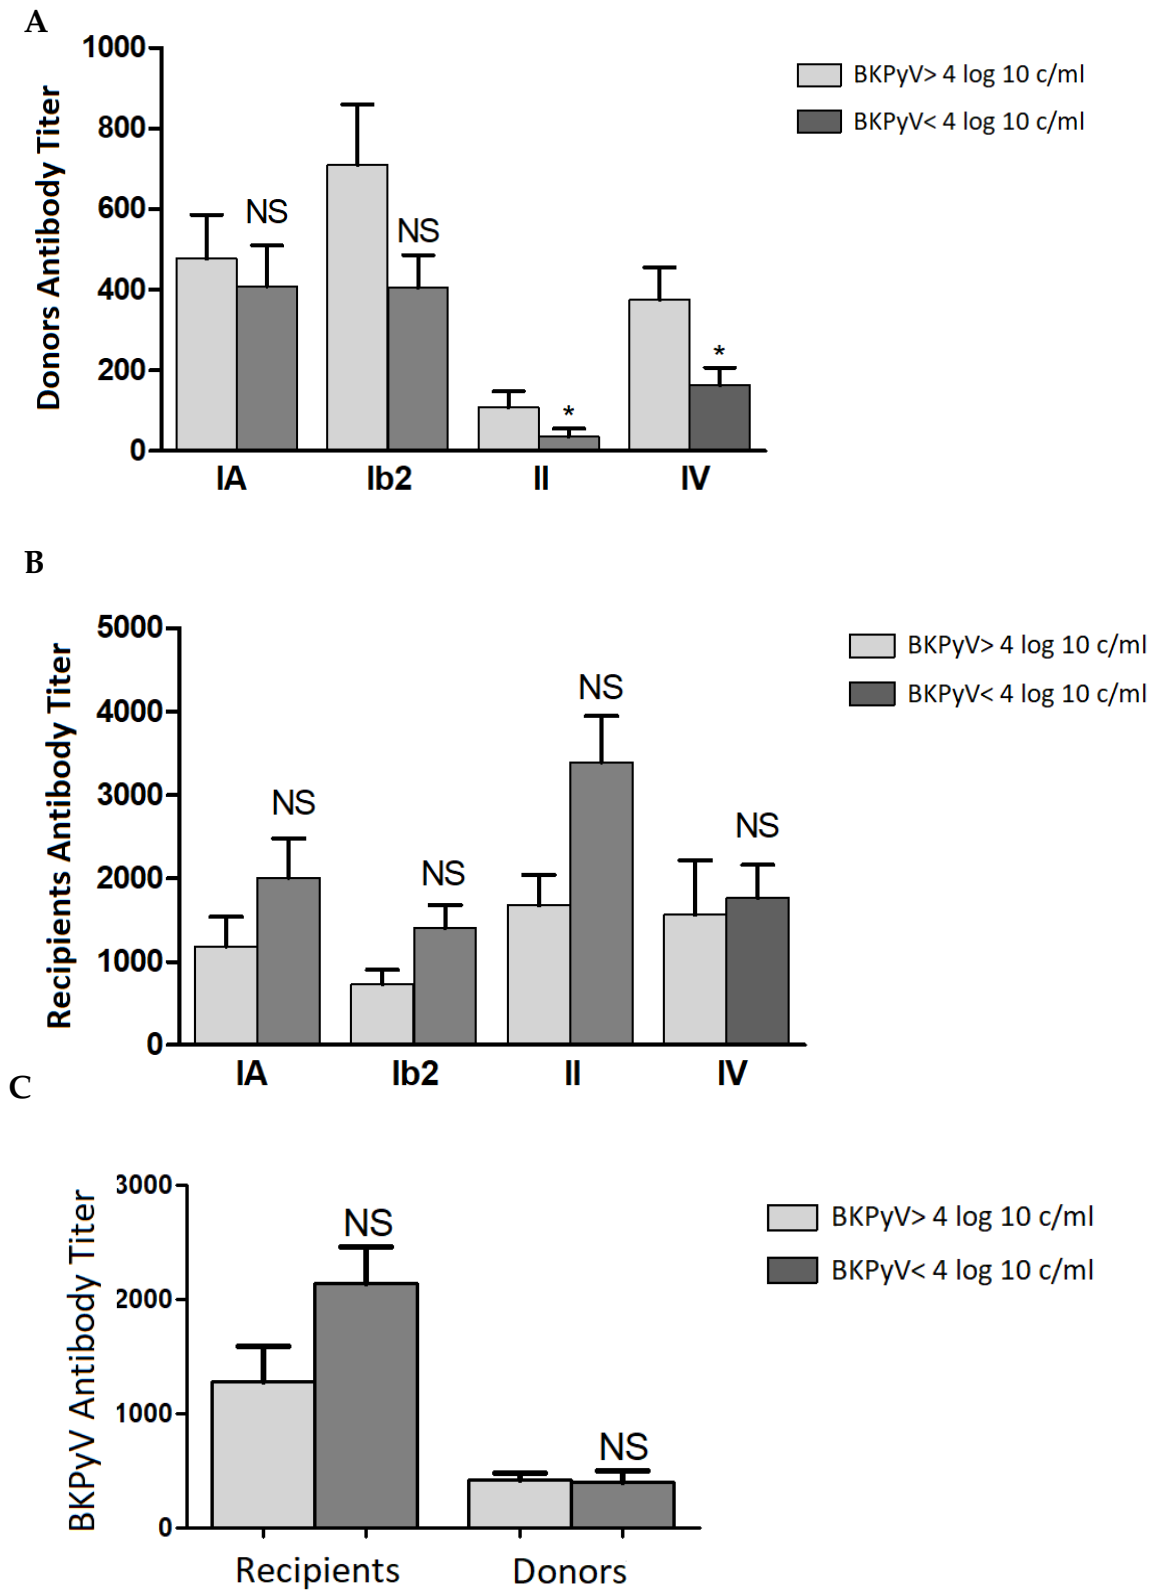 A
Donors Antibody Titer
1000
800
600
400
200
0
NS
NS
*
*
IA
Ib2
II
IV
BKPyV> 4 log 10 c/ml
BKPyV< 4 log 10 c/ml
B
Recipients Antibody Titer
5000
4000
3000
2000
1000
0
NS
NS
NS
NS
IA
Ib2
II
IV
BKPyV> 4 log 10 c/ml
BKPyV< 4 log 10 c/ml
C
BKPyV Antibody Titer
3000
2000
1000
0
NS
NS
Recipients
Donors
BKPyV> 4 log 10 c/ml
BKPyV< 4 log 10 c/ml